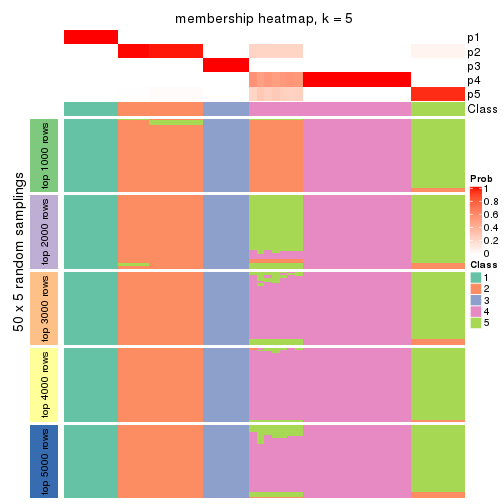 membership heatmap, k = 5
p1
p2
p3
p4
p5
Class
50 x 5 random samplings
top 1000 rows
top 2000 rows
top 3000 rows
top 4000 rows
top 5000 rows
Prob
1
0.8
0.6
0.4
0.2
0
Class
1
2
3
4
5